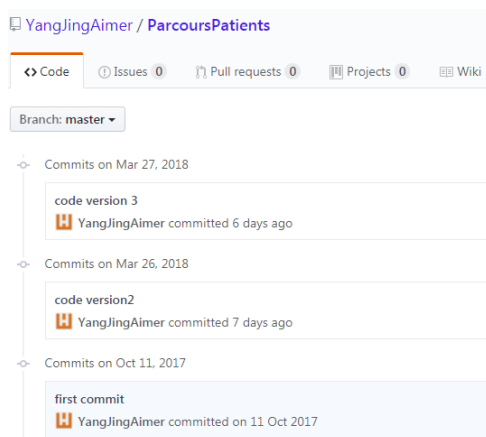 YangJingAimer / ParcoursPatients
Code Issues 0 Pull requests 0 Projects 0 Wiki
Branch: master
Commits on Mar 27, 2018
code version 3
YangJingAimer committed 6 days ago
Commits on Mar 26, 2018
code version2
YangJingAimer committed 7 days ago
Commits on Oct 11, 2017
first commit
YangJingAimer committed on 11 Oct 2017